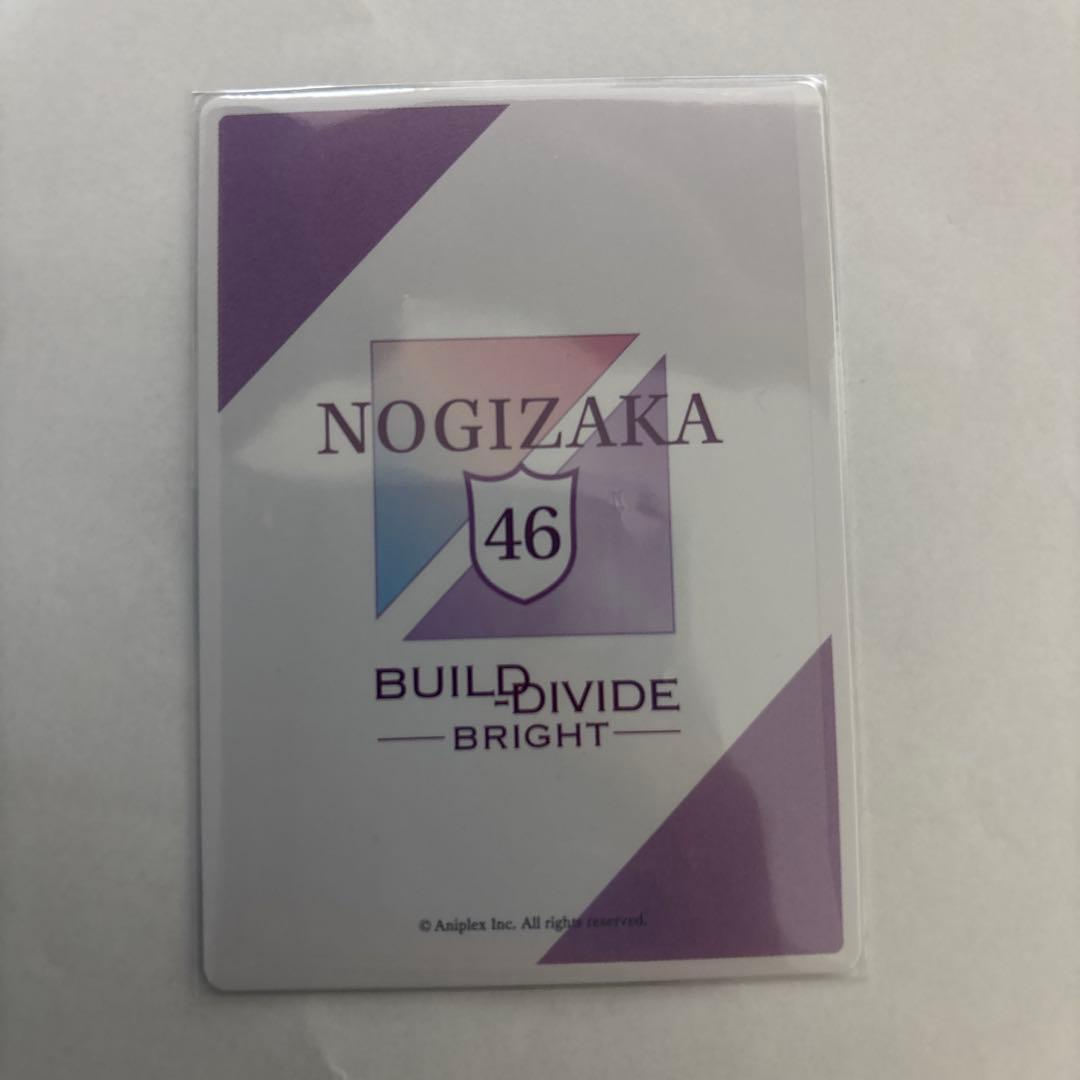 NOGIZAKA
46
BUILD-DIVIDE
BRIGHT
© Aniplex Inc. All rights reserved.